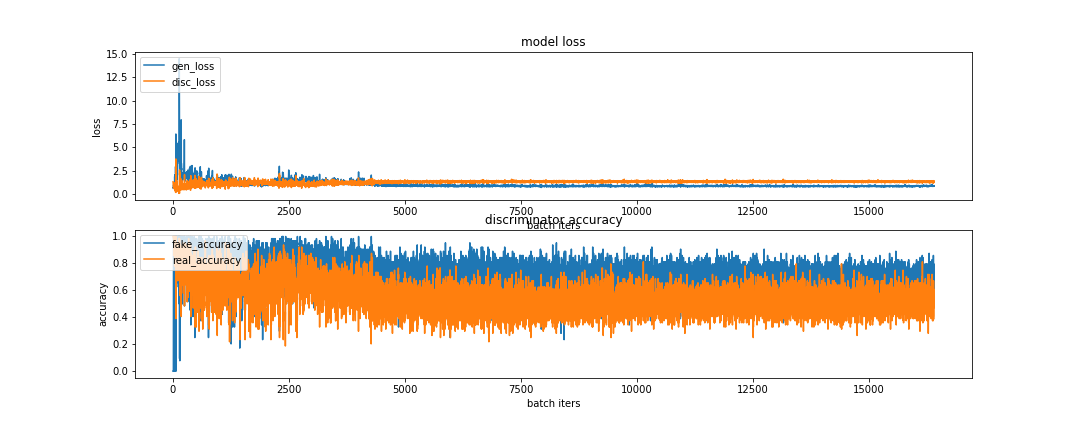 model loss
15.0
12.5
10.0
7.5
5.0
2.5
0.0
loss
gen_loss
disc_loss
0 2500 5000 7500 10000 12500 15000
batch iters
discriminator accuracy
1.0
0.8
0.6
0.4
0.2
0.0
accuracy
fake_accuracy
real_accuracy
0 2500 5000 7500 10000 12500 15000
batch iters